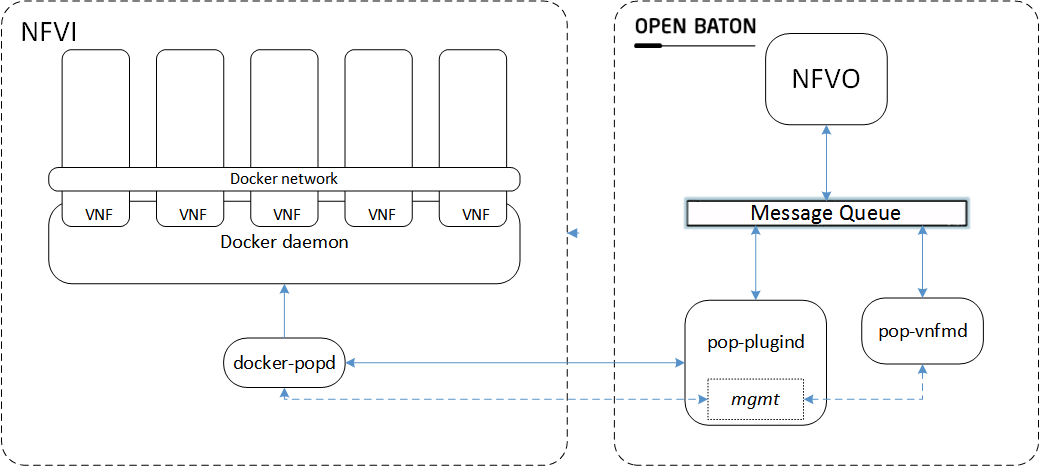 NFVI
OPEN BATON
NFVO
Docker network
VNF VNF VNF VNF VNF
Message Queue
Docker daemon
docker-popd
pop-plugind
pop-vnfmd
mgmt